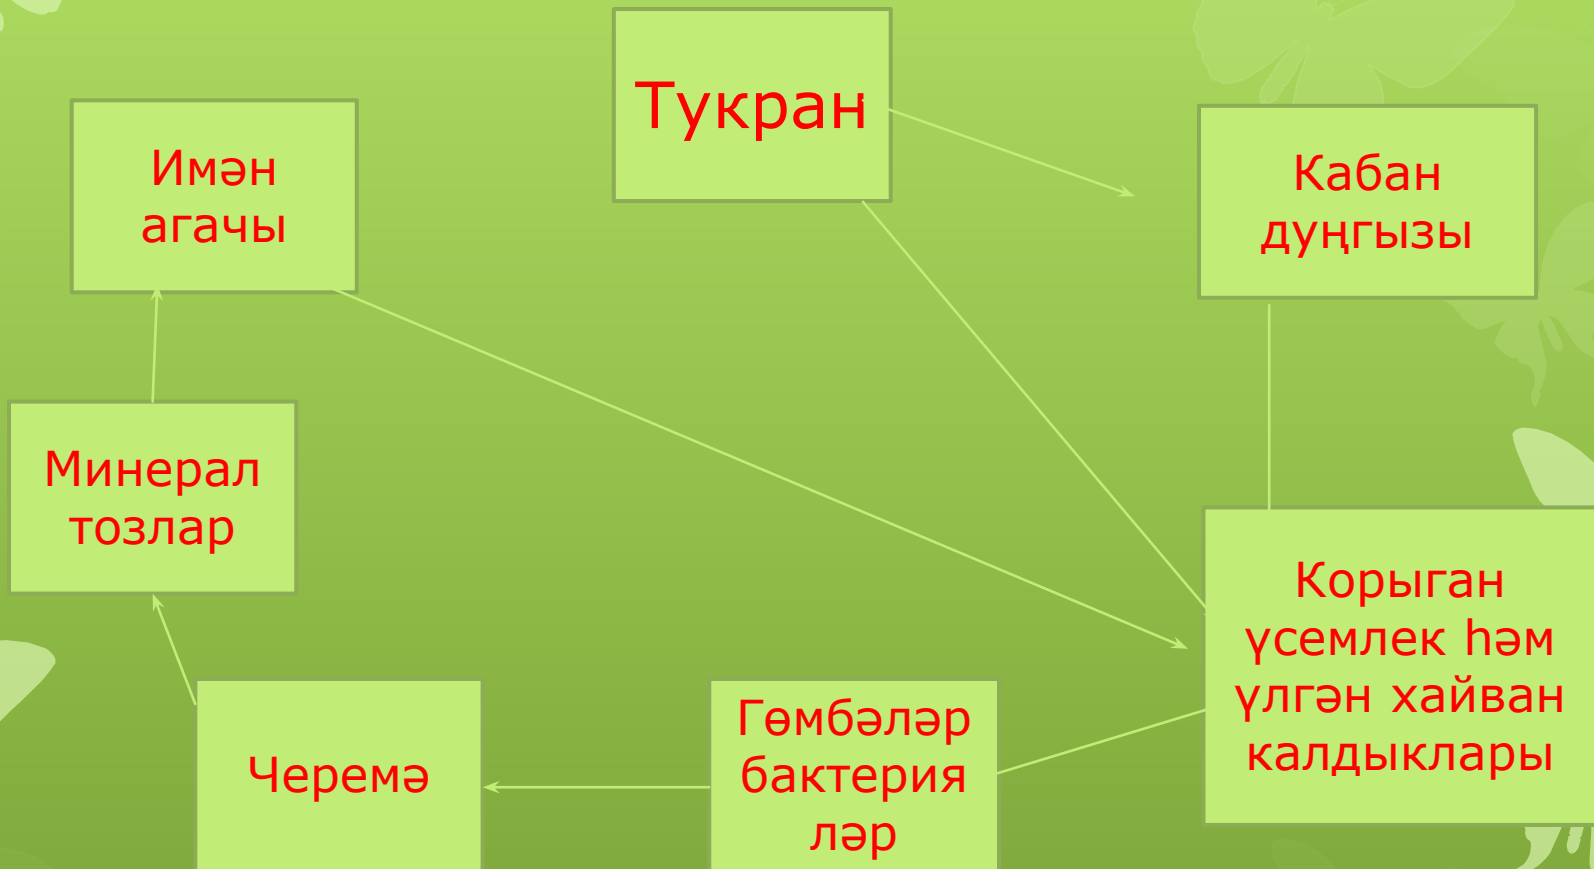 Тукран
Имән
агачы
Кабан
дуңгызы
Минерал
тозлар
Корыган
үсемлек һәм
үлгән хайван
калдыклары
Гөмбәләр
бактерия
ләр
Черемә